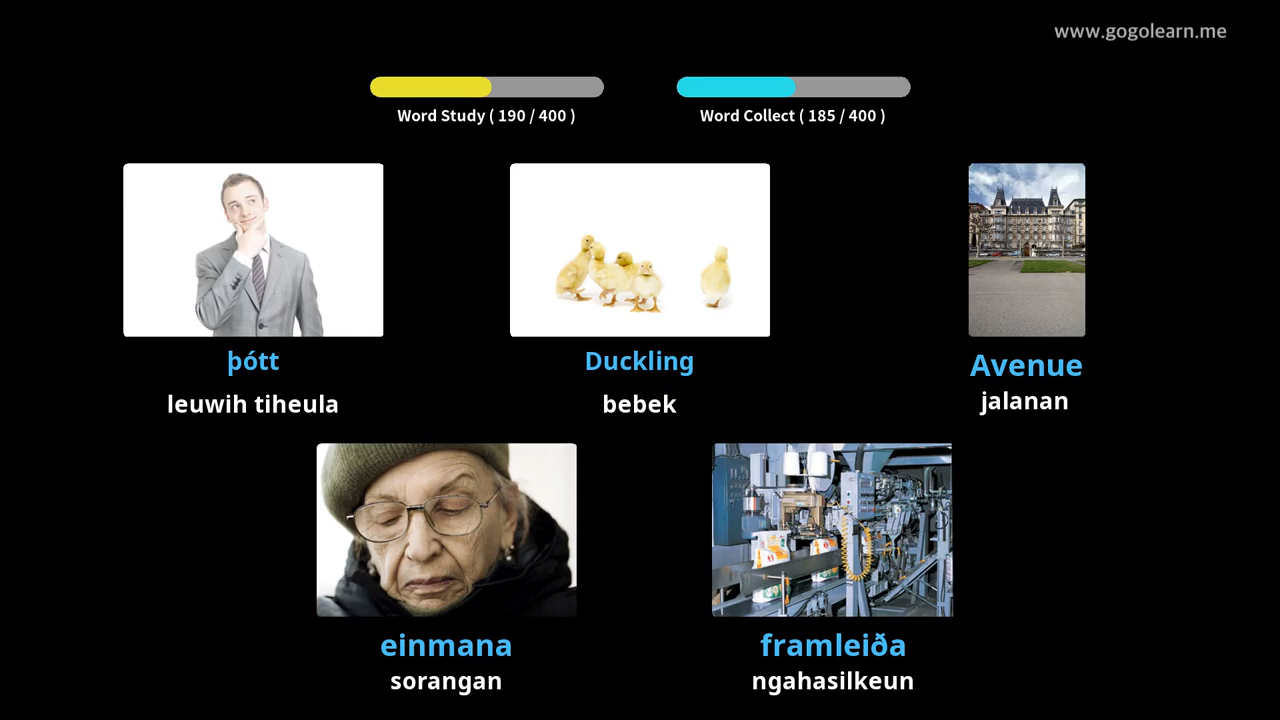 www.gogolearn.me
Word Study ( 190 / 400 )
Word Collect ( 185 / 400 )
þótt
Duckling
Avenue
leuwih tiheula
bebek
jalanan
einmana
framleiða
sorangan
ngahasilkeun